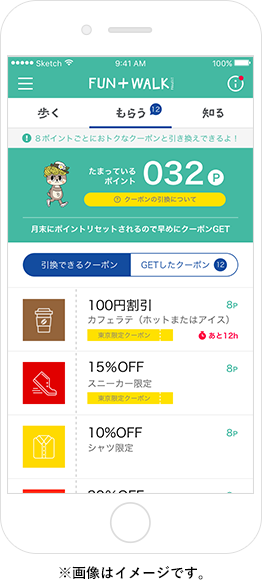 Sketch 9:41 AM 100%
FUN+WALK
歩く もらう 12 知る
8ポイントごとにおトクなクーポンと引き換えできるよ！
たまっているポイント 032 P
クーポンの引換について
月末にポイントリセットされるので早めにクーポンGET
引換できるクーポン GETしたクーポン 12
100円割引 8P
カフェラテ（ホットまたはアイス）
東京限定クーポン あと12h
15%OFF 8P
スニーカー限定
東京限定クーポン
10%OFF 8P
シャツ限定
※画像はイメージです。